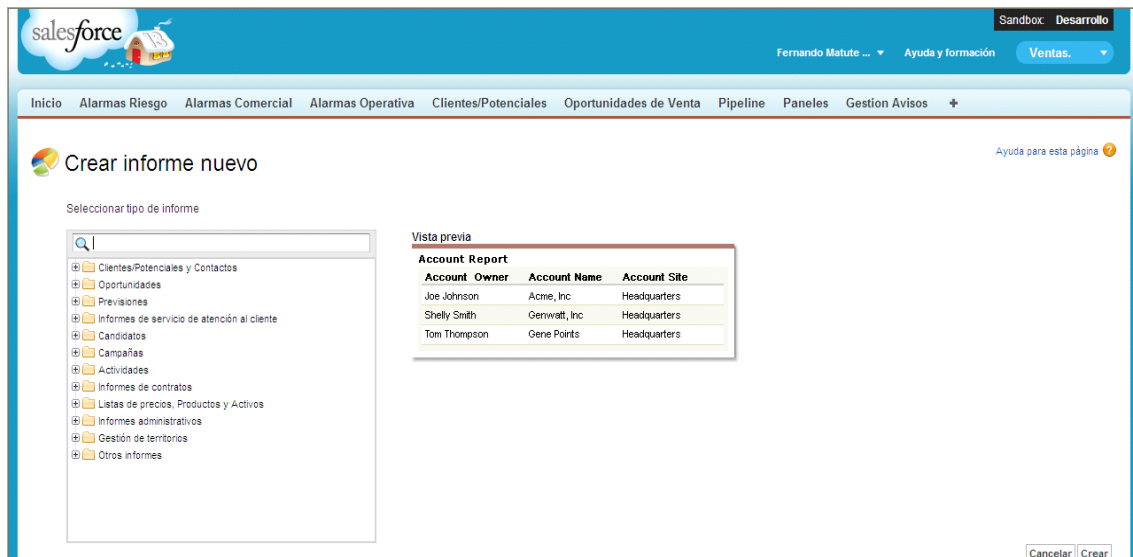 salesforce
Sandbox: Desarrollo
Fernando Matute ... Ayuda y formación Ventas.
Inicio Alarmas Riesgo Alarmas Comercial Alarmas Operativa Clientes/Potenciales Oportunidades de Venta Pipeline Paneles Gestion Avisos +
Crear informe nuevo
Ayuda para esta página ?
Seleccionar tipo de informe
Clientes/Potenciales y Contactos
Oportunidades
Previsiones
Informes de servicio de atención al cliente
Candidatos
Campañas
Actividades
Informes de contratos
Listas de precios, Productos y Activos
Informes administrativos
Gestión de territorios
Otros informes
Vista previa
Account Report
Account Owner Account Name Account Site
Joe Johnson Acme, Inc Headquarters
Shelly Smith Genwatt, Inc Headquarters
Tom Thompson Gene Points Headquarters
Cancelar Crear